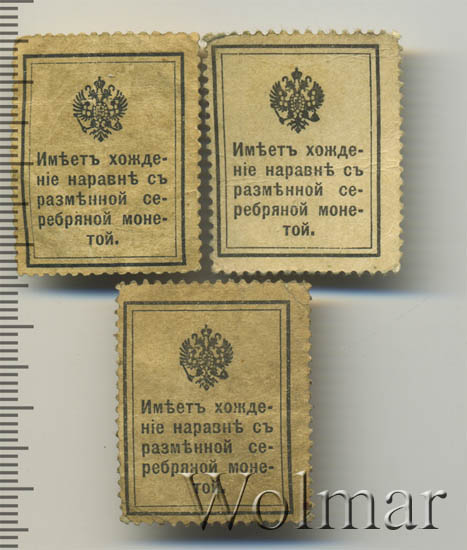 Имѣетъ хожде-
ніе наравнѣ съ
размѣнной се-
ребряной моне-
той.
Имѣетъ хожде-
ніе наравнѣ съ
размѣнной се-
ребряной моне-
той.
Имѣетъ хожде-
ніе наравнѣ съ
размѣнной се-
ребряной моне-
той.
Wolmar